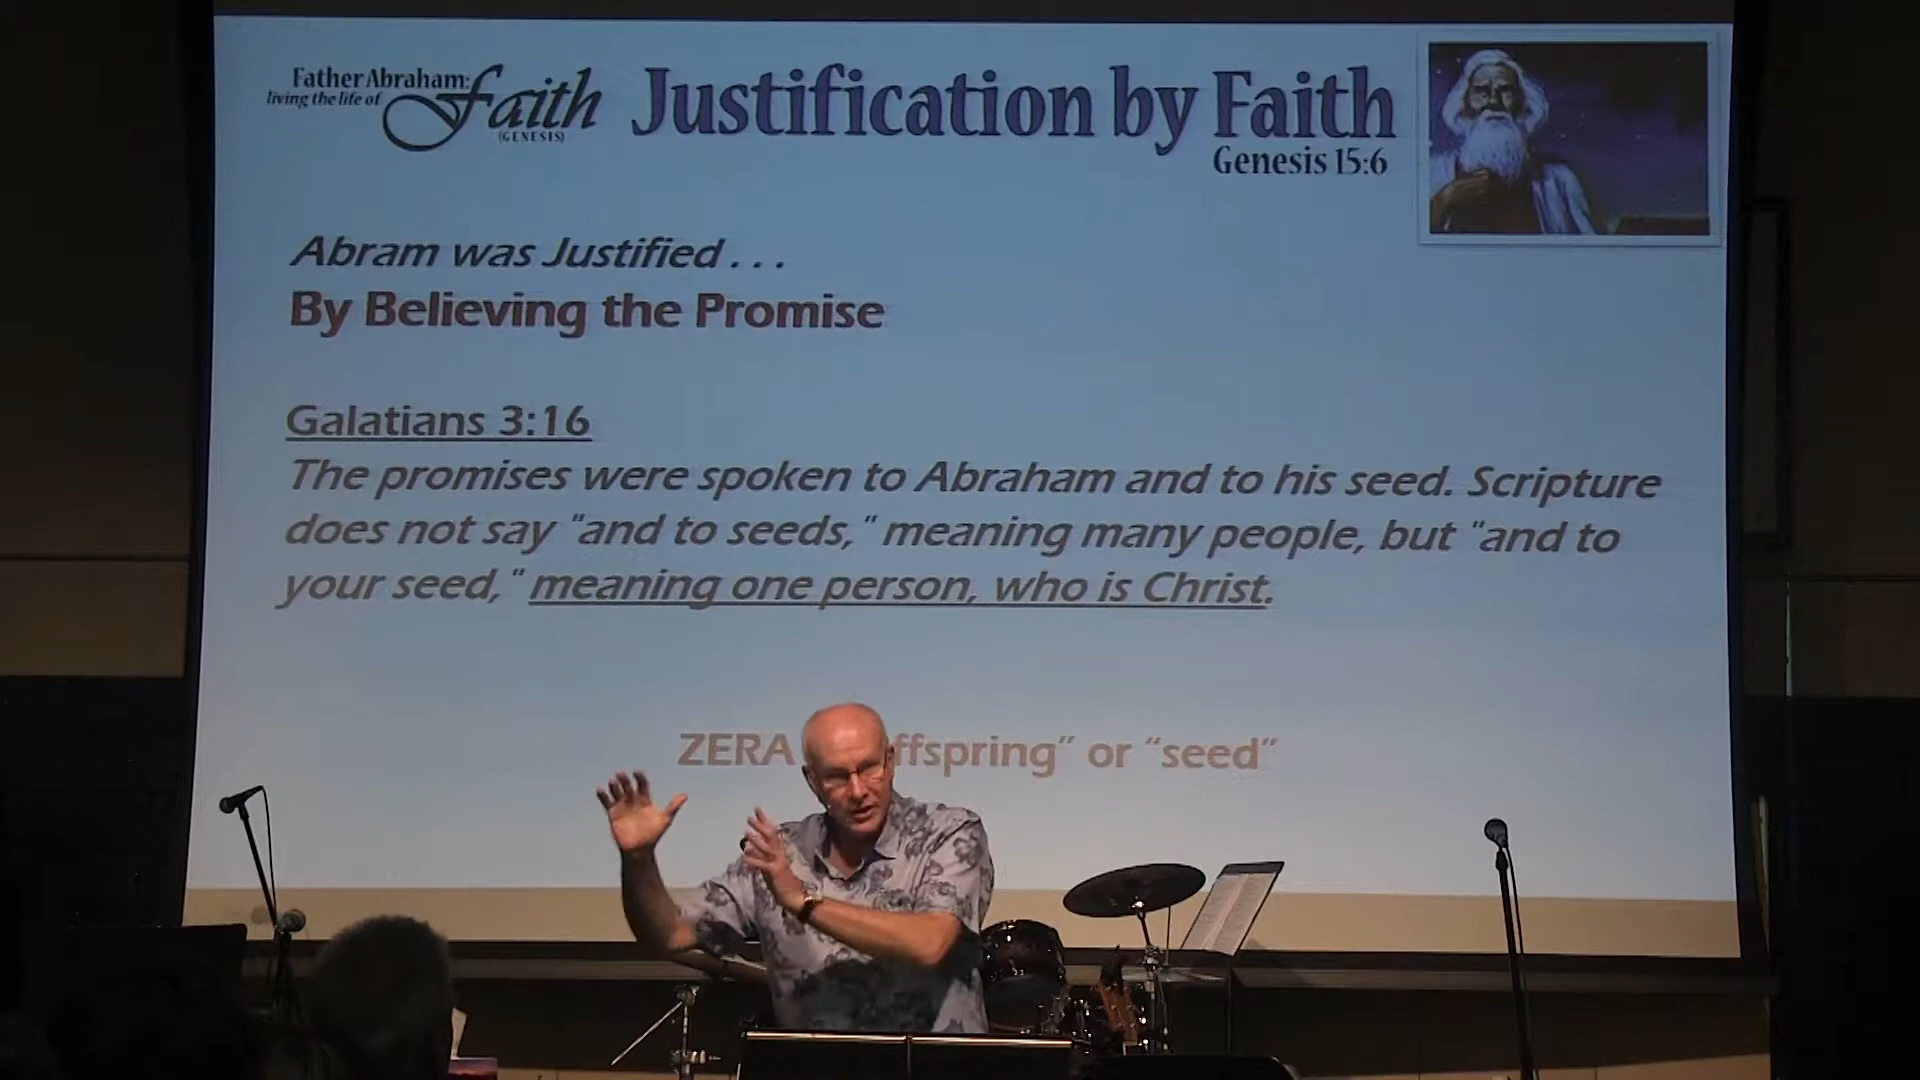 Father Abraham:
living the life of
Faith
(GENESIS)
Justification by Faith
Genesis 15:6
Abram was Justified . . .
By Believing the Promise
Galatians 3:16
The promises were spoken to Abraham and to his seed. Scripture
does not say "and to seeds," meaning many people, but "and to
your seed," meaning one person, who is Christ.
ZERA ffspring" or "seed"